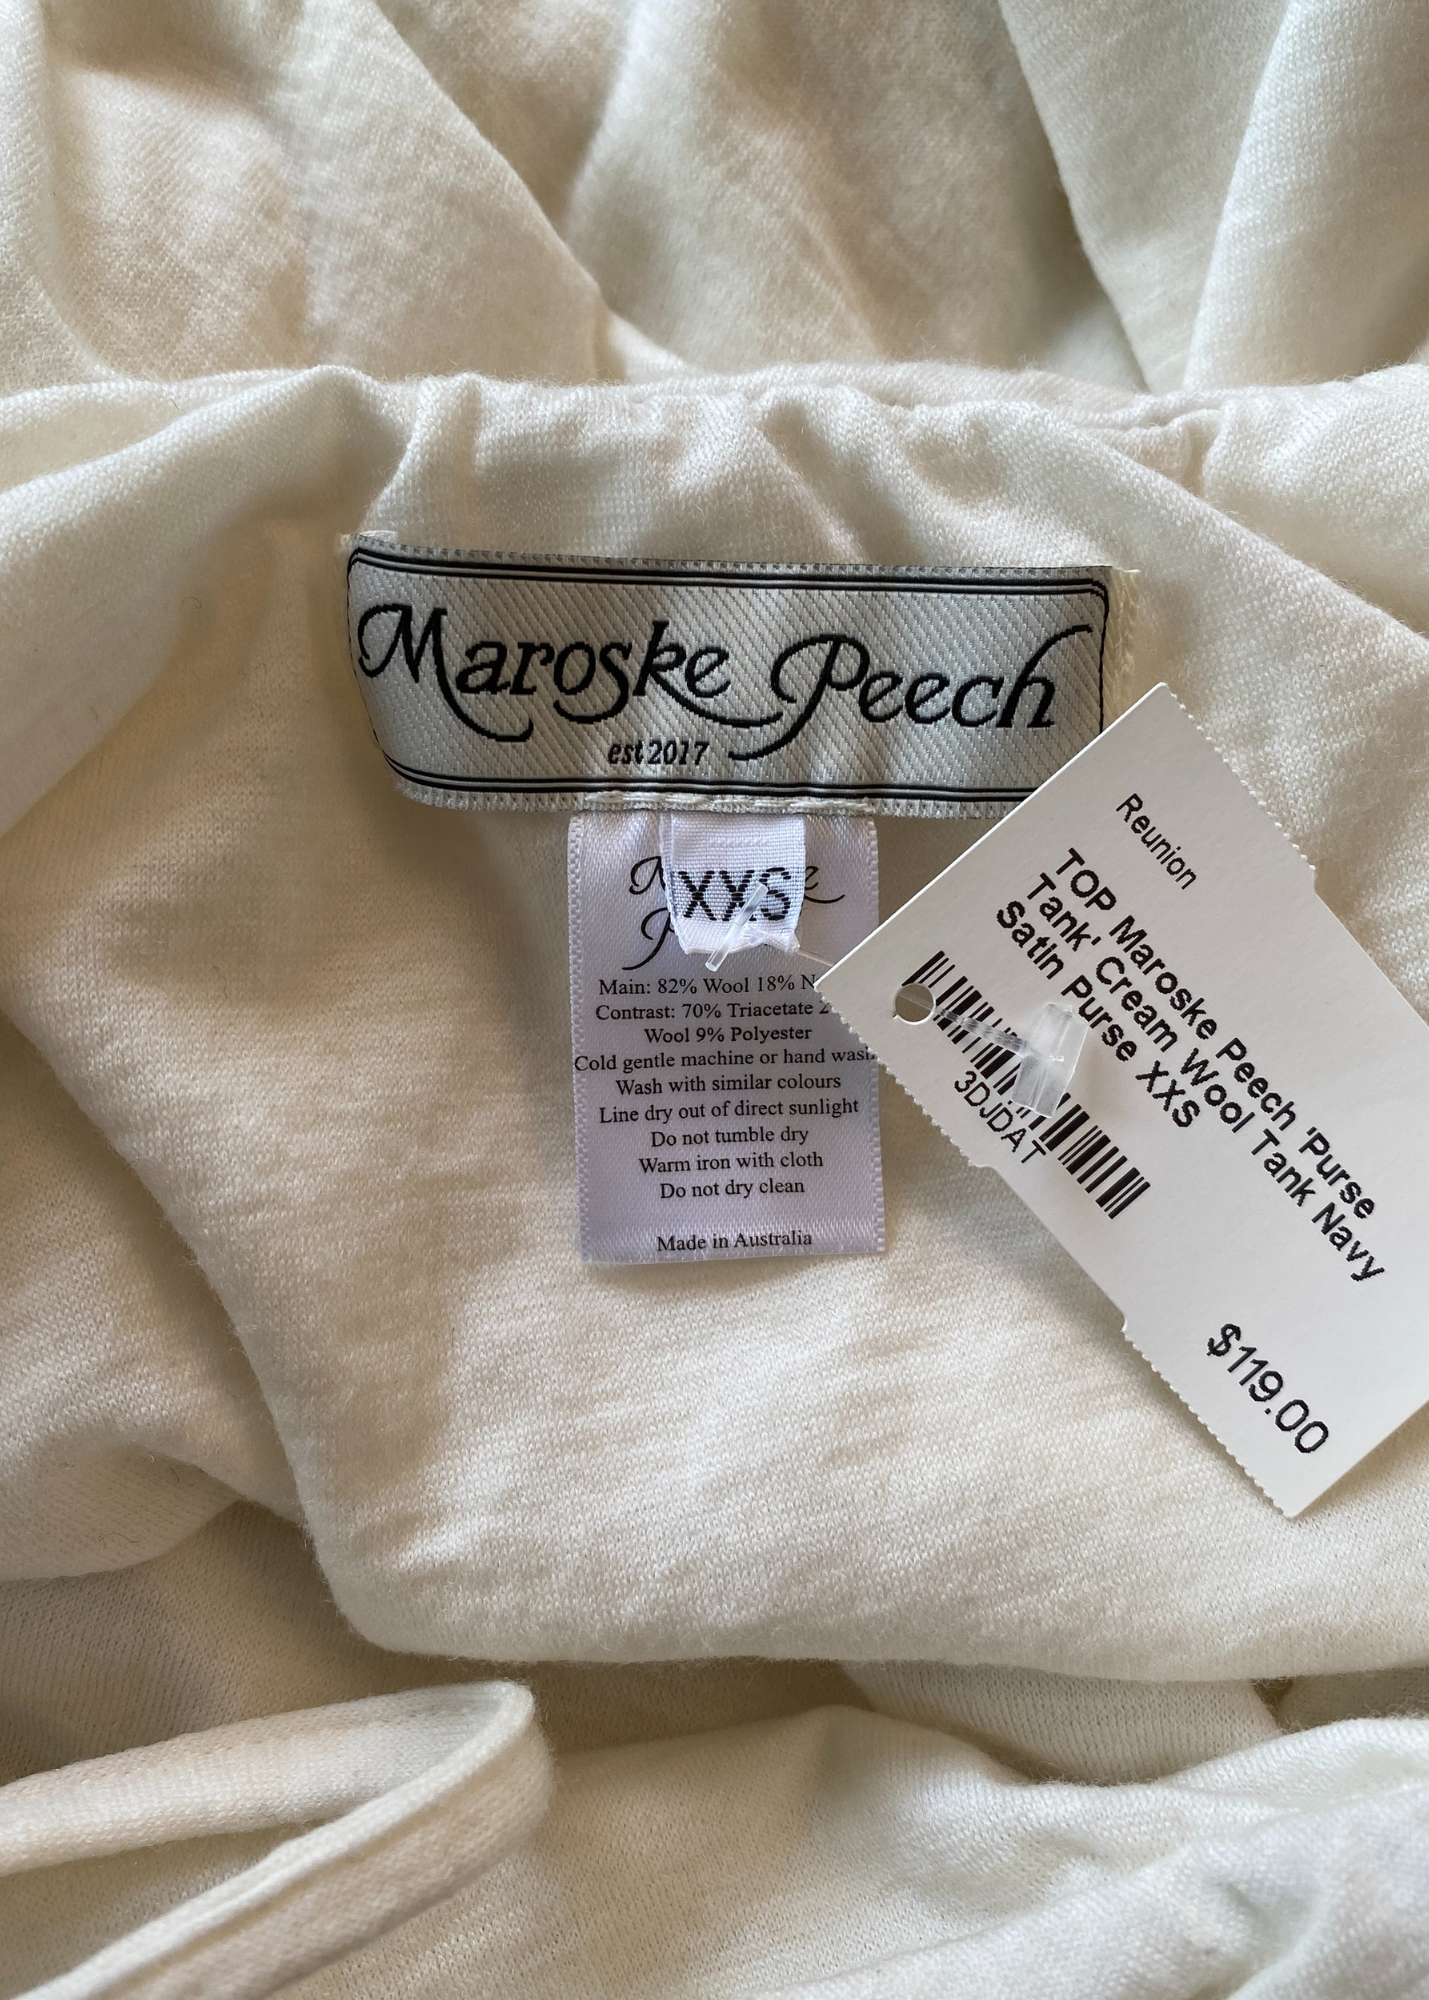 Maroske Peech
est 2017
XXS
Main: 82% Wool 18% N
Contrast: 70% Triacetate 2
Wool 9% Polyester
Cold gentle machine or hand wash
Wash with similar colours
Line dry out of direct sunlight
Do not tumble dry
Warm iron with cloth
Do not dry clean
Made in Australia
Reunion
TOP Maroske Peech 'Purse
Tank' Cream Wool Tank Navy
Satin Purse XXS
3DJDAT
$119.00